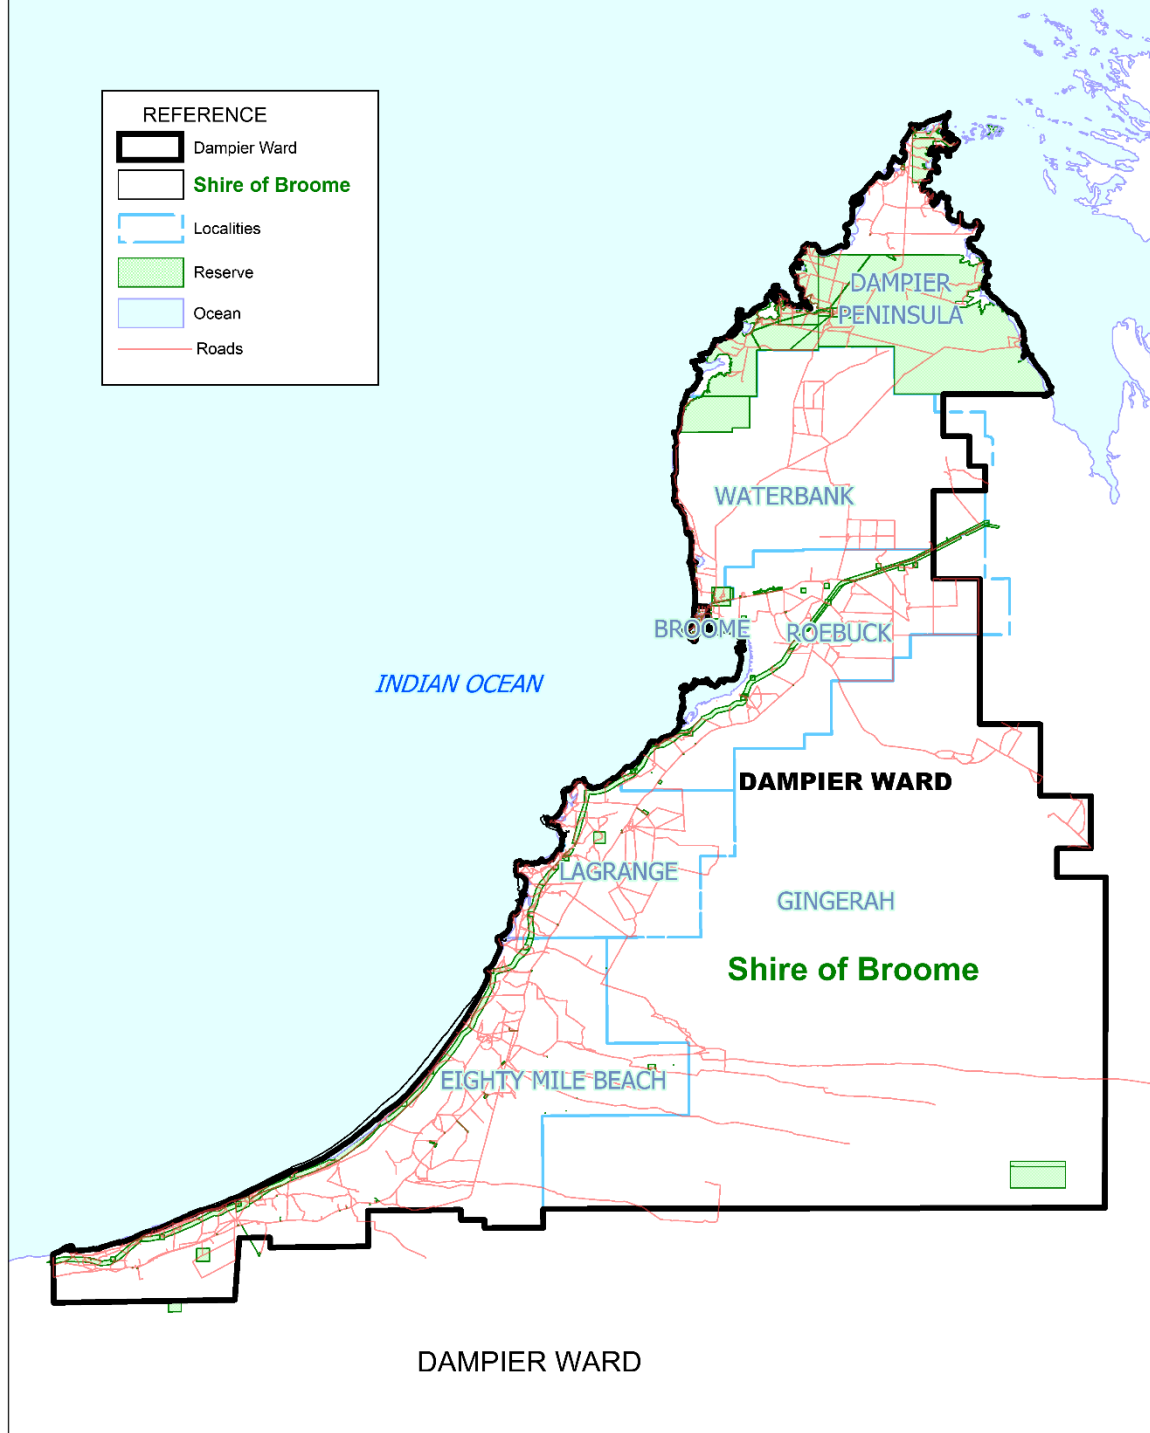 REFERENCE
Dampier Ward
Shire of Broome
Localities
Reserve
Ocean
Roads
DAMPIER
PENINSULA
WATERBANK
BROOME
ROEBUCK
INDIAN OCEAN
DAMPIER WARD
LAGRANGE
GINGERAH
Shire of Broome
EIGHTY MILE BEACH
DAMPIER WARD